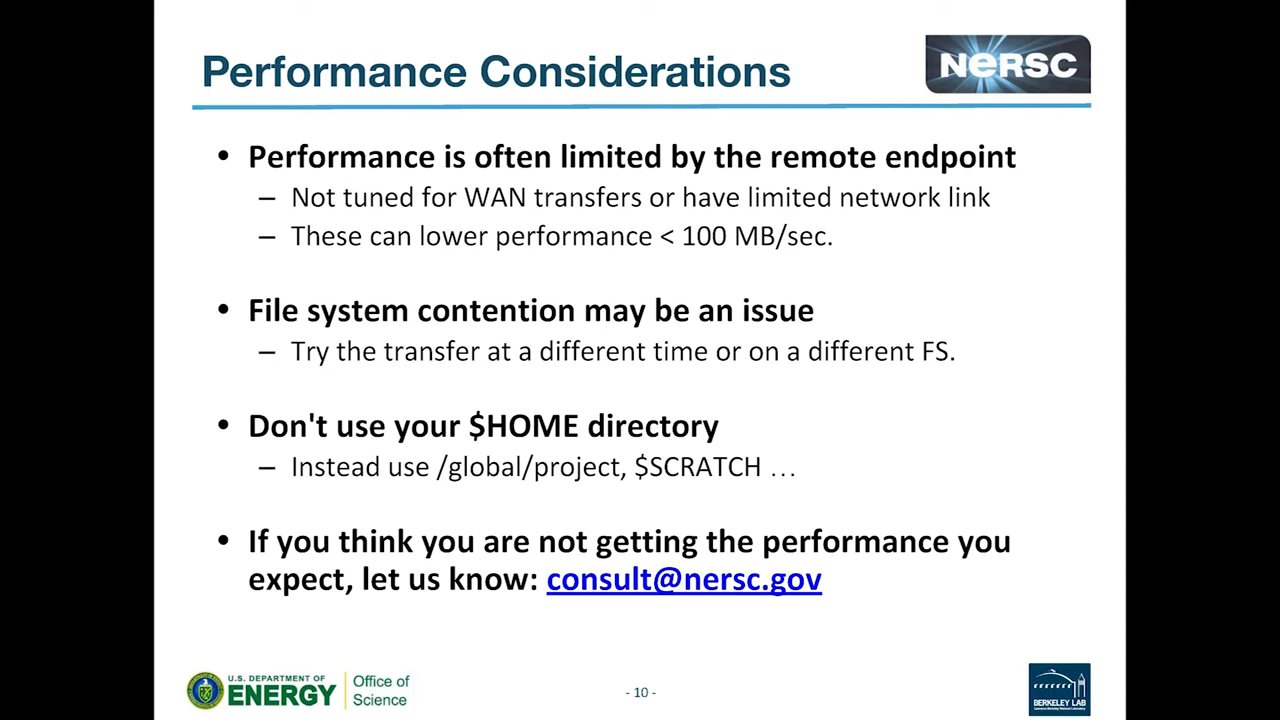 Performance Considerations
NERSC
• Performance is often limited by the remote endpoint
– Not tuned for WAN transfers or have limited network link
– These can lower performance < 100 MB/sec.
• File system contention may be an issue
– Try the transfer at a different time or on a different FS.
• Don't use your $HOME directory
– Instead use /global/project, $SCRATCH …
• If you think you are not getting the performance you
expect, let us know: consult@nersc.gov
U.S. DEPARTMENT OF
ENERGY
Office of
Science
- 10 -
BERKELEY LAB
Lawrence Berkeley National Laboratory